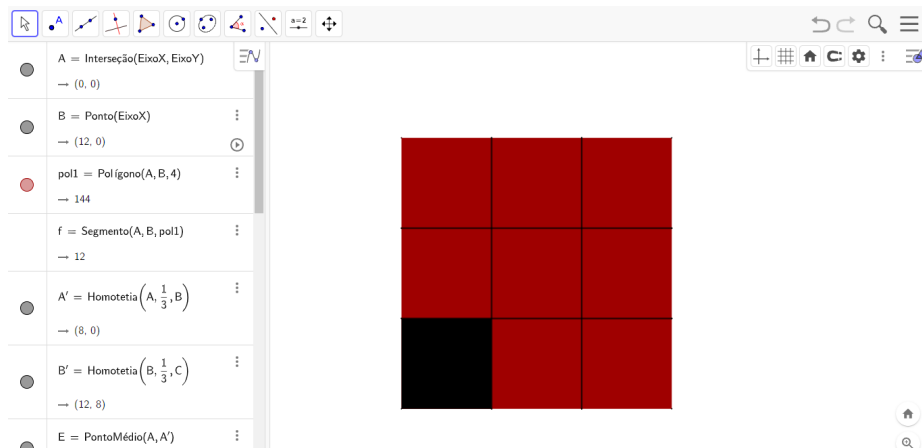 A
a=2
A = Interseção(EixoX, EixoY)
→ (0, 0)
B = Ponto(EixoX)
→ (12, 0)
pol1 = Polígono(A, B, 4)
→ 144
f = Segmento(A, B, pol1)
→ 12
A′ = Homotetia(A, 1/3, B)
→ (8, 0)
B′ = Homotetia(B, 1/3, C)
→ (12, 8)
E = PontoMédio(A, A′)